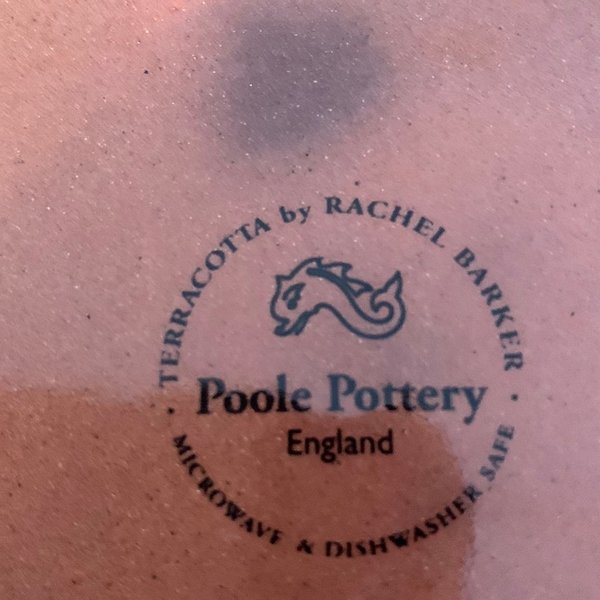 TERRACOTTA by RACHEL BARKER
Poole Pottery
England
MICROWAVE & DISHWASHER SAFE